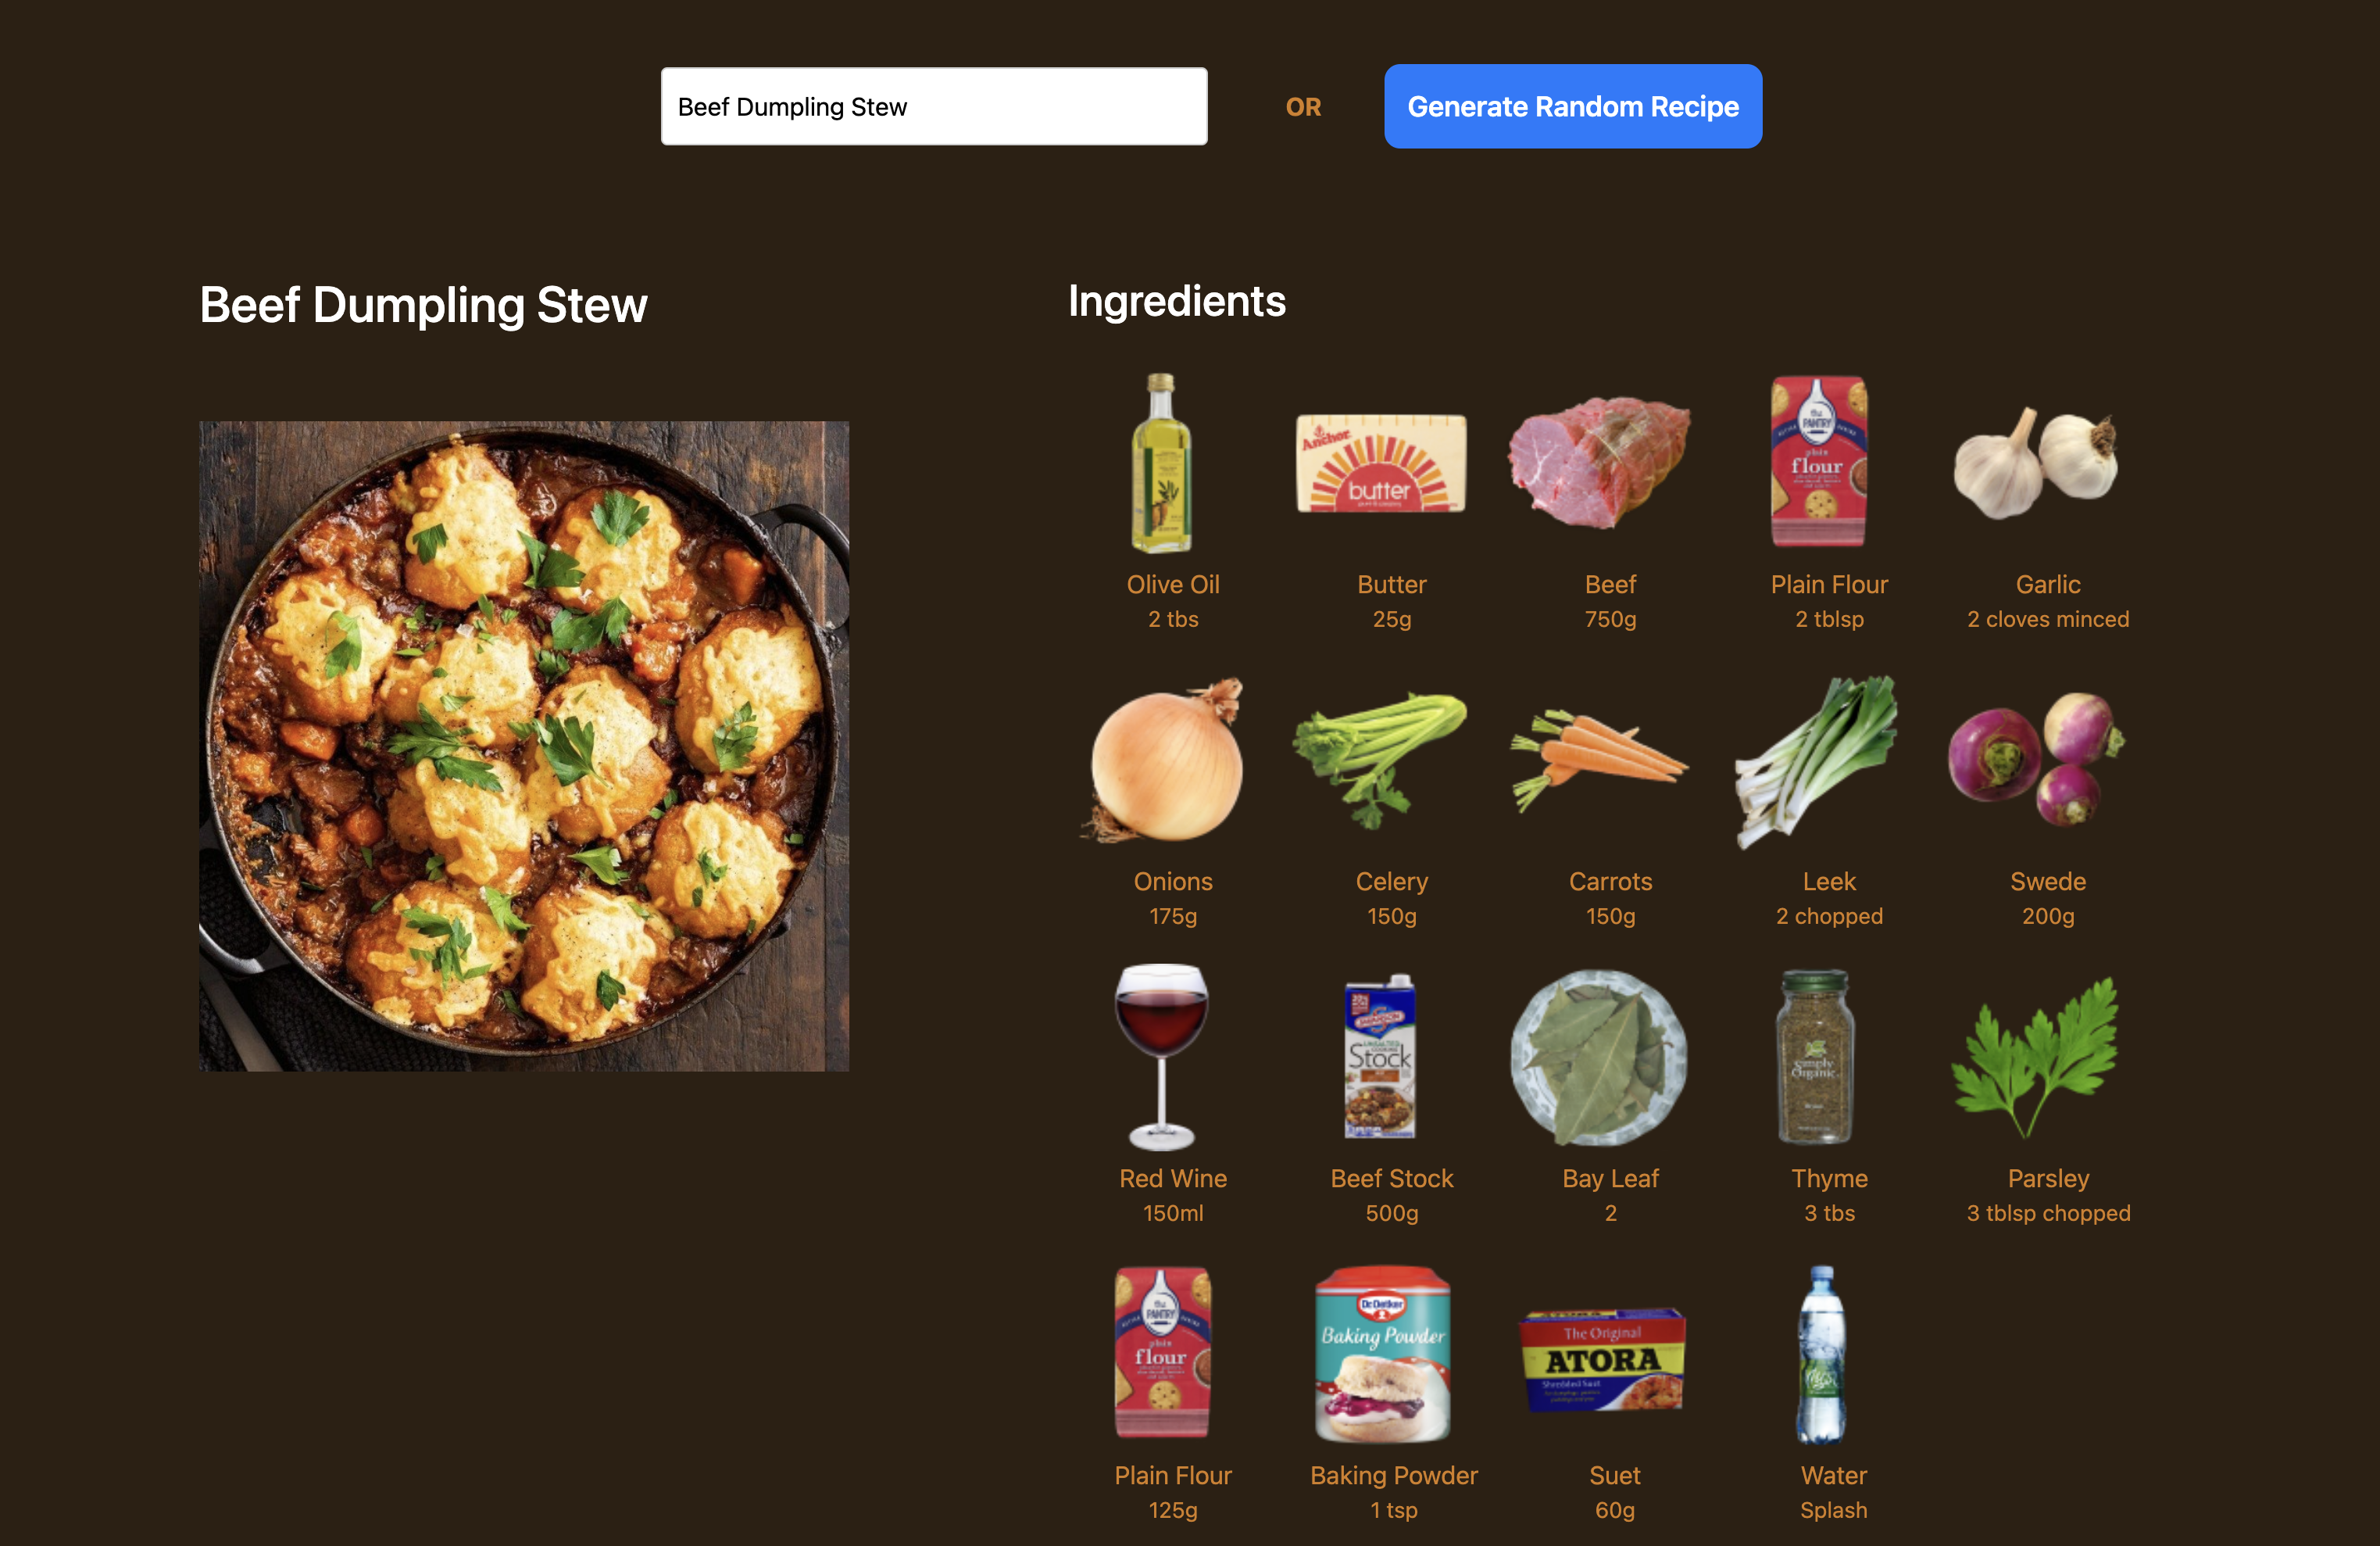 Beef Dumpling Stew
OR
Generate Random Recipe
Beef Dumpling Stew
Ingredients
Anchor
butter
the
PANTRY
plain
flour
Olive Oil
2 tbs
Butter
25g
Beef
750g
Plain Flour
2 tblsp
Garlic
2 cloves minced
Onions
175g
Celery
150g
Carrots
150g
Leek
2 chopped
Swede
200g
Stock
Simply
Organic
Red Wine
150ml
Beef Stock
500g
Bay Leaf
2
Thyme
3 tbs
Parsley
3 tblsp chopped
the
PANTRY
plain
flour
Dr. Oetker
Baking Powder
The Original
ATORA
Shredded Suet
Plain Flour
125g
Baking Powder
1 tsp
Suet
60g
Water
Splash